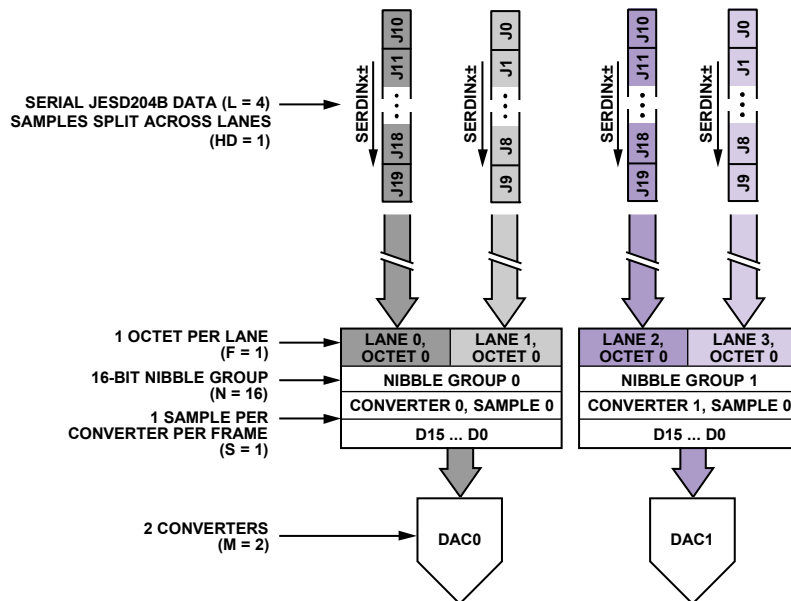 J10
J11
J18
J19
SERDINx±
J0
J1
J8
J9
SERDINx±
J10
J11
J18
J19
SERDINx±
J0
J1
J8
J9
SERDINx±
SERIAL JESD204B DATA (L = 4)
SAMPLES SPLIT ACROSS LANES
(HD = 1)
1 OCTET PER LANE
(F = 1)
LANE 0,
OCTET 0
LANE 1,
OCTET 0
LANE 2,
OCTET 0
LANE 3,
OCTET 0
16-BIT NIBBLE GROUP
(N = 16)
NIBBLE GROUP 0
NIBBLE GROUP 1
1 SAMPLE PER
CONVERTER PER FRAME
(S = 1)
CONVERTER 0, SAMPLE 0
CONVERTER 1, SAMPLE 0
D15 ... D0
D15 ... D0
2 CONVERTERS
(M = 2)
DAC0
DAC1